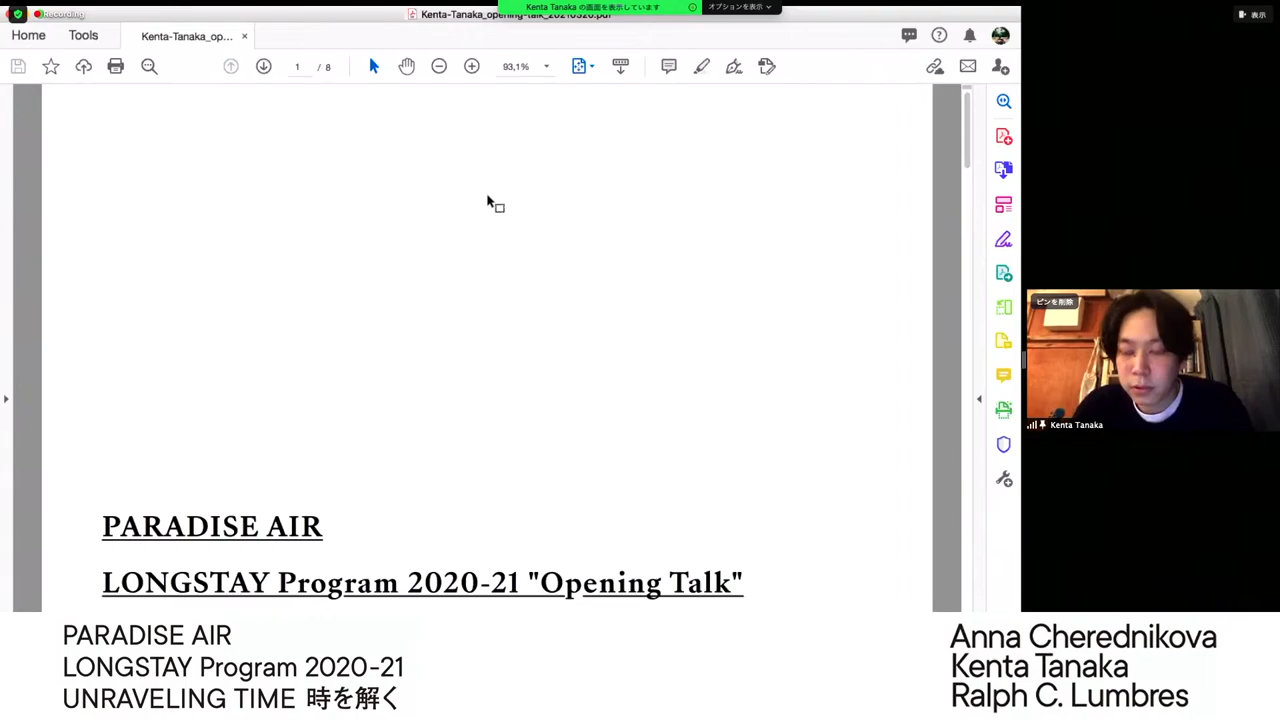 Recording
Kenta-Tanaka_opening-talk_20210320.pdf
Kenta Tanaka の画面を表示しています
オプションを表示
表示
Home
Tools
Kenta-Tanaka_op...
1 / 8
93,1%
PARADISE AIR
LONGSTAY Program 2020-21 "Opening Talk"
ピンを削除
Kenta Tanaka
PARADISE AIR
LONGSTAY Program 2020-21
UNRAVELING TIME 時を解く
Anna Cherednikova
Kenta Tanaka
Ralph C. Lumbres